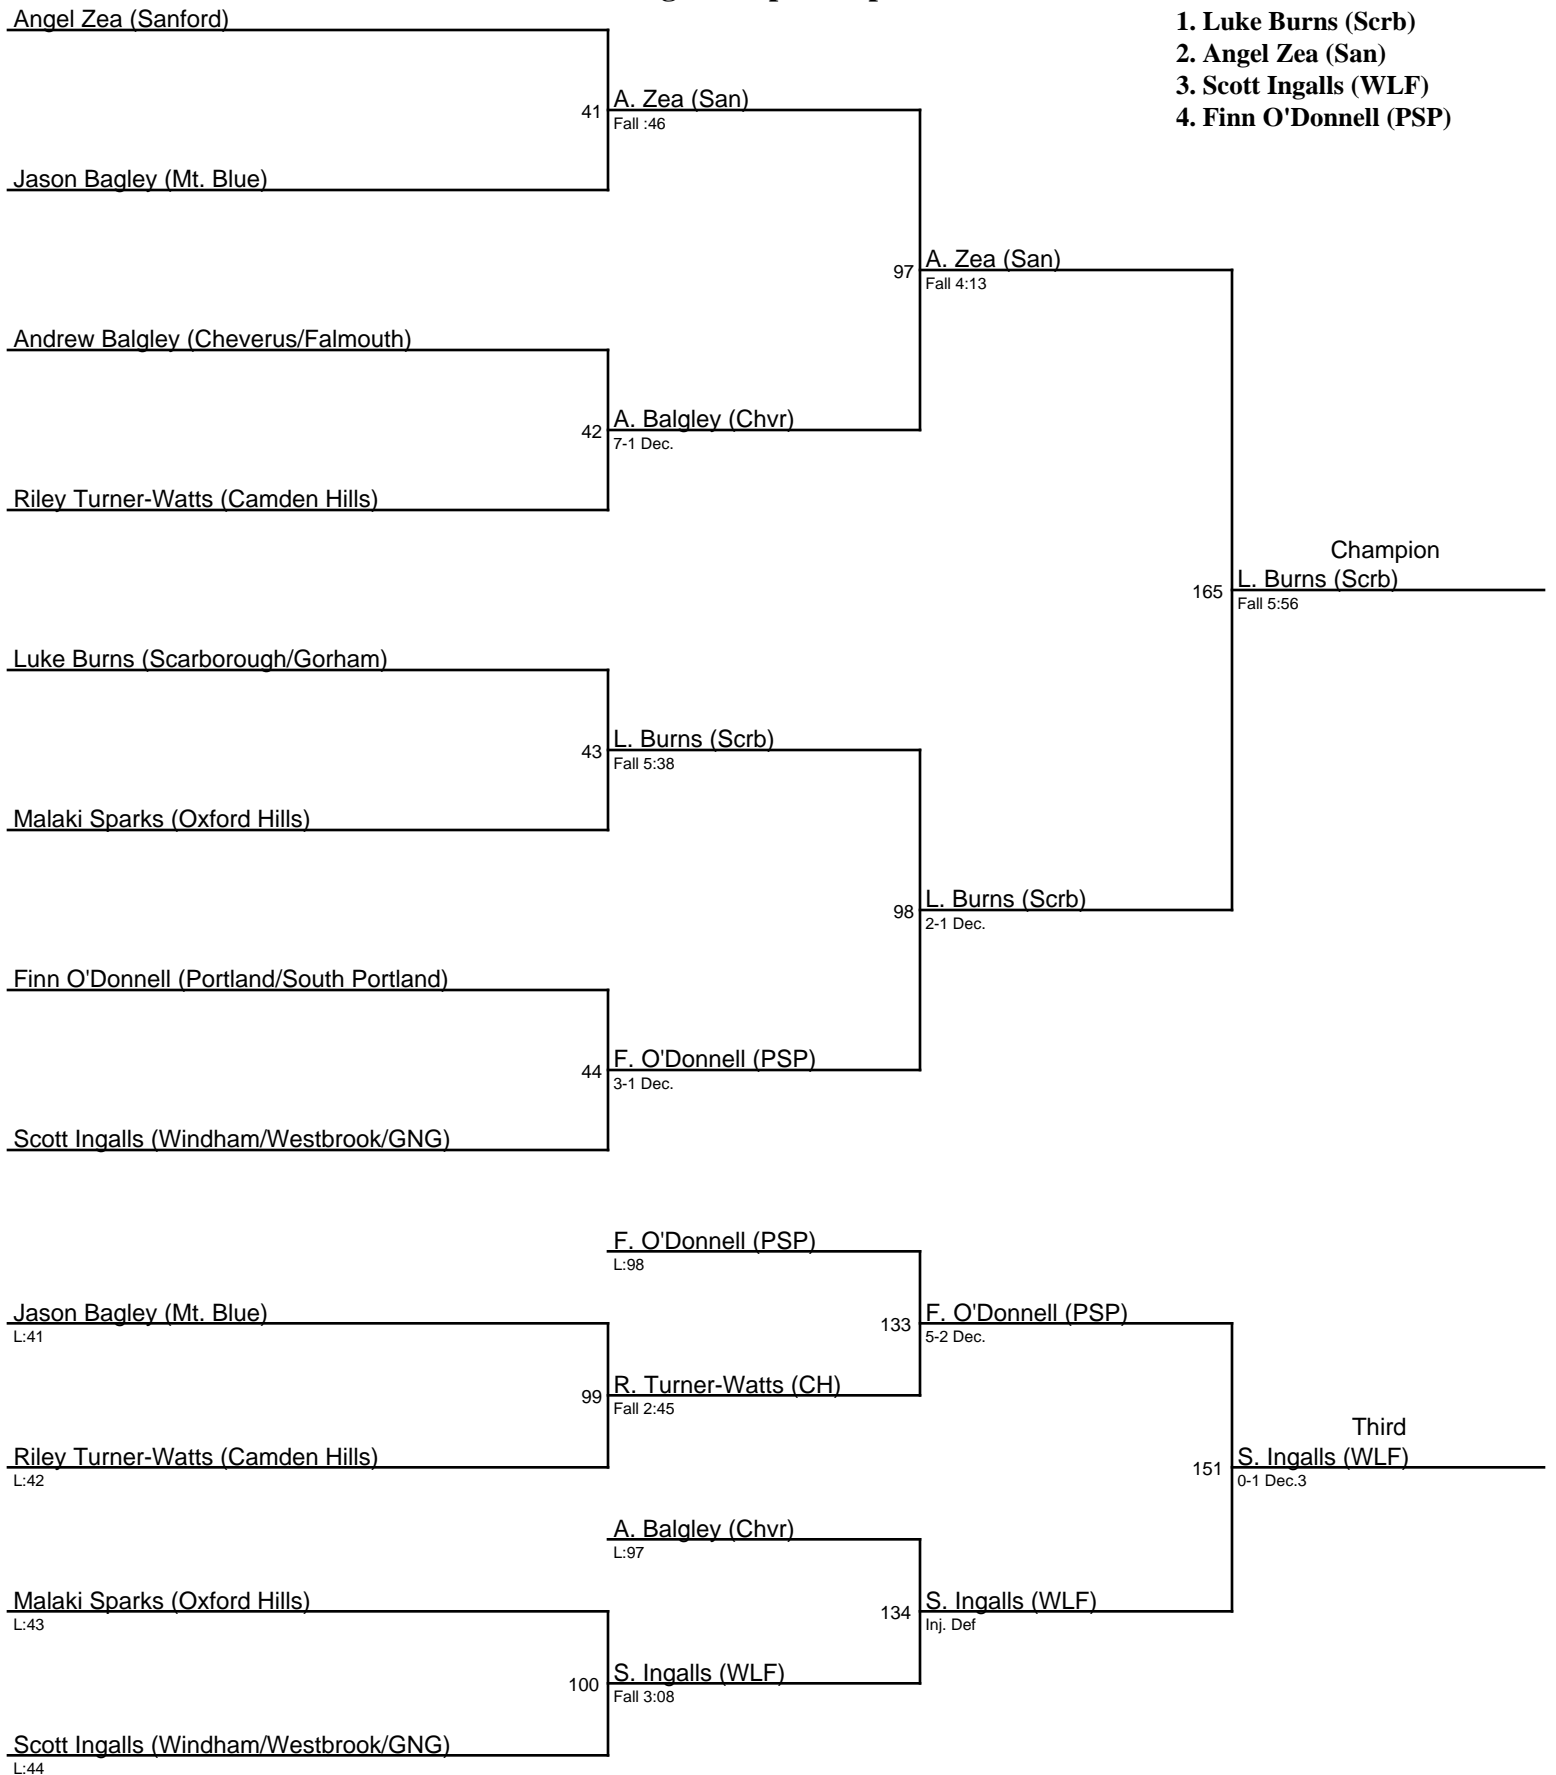 Angel Zea (Sanford)
1. Luke Burns (Scrb)
2. Angel Zea (San)
3. Scott Ingalls (WLF)
4. Finn O'Donnell (PSP)
41 A. Zea (San)
Fall :46
Jason Bagley (Mt. Blue)
97 A. Zea (San)
Fall 4:13
Andrew Balgley (Cheverus/Falmouth)
42 A. Balgley (Chvr)
7-1 Dec.
Riley Turner-Watts (Camden Hills)
Champion
165 L. Burns (Scrb)
Fall 5:56
Luke Burns (Scarborough/Gorham)
43 L. Burns (Scrb)
Fall 5:38
Malaki Sparks (Oxford Hills)
98 L. Burns (Scrb)
2-1 Dec.
Finn O'Donnell (Portland/South Portland)
44 F. O'Donnell (PSP)
3-1 Dec.
Scott Ingalls (Windham/Westbrook/GNG)
F. O'Donnell (PSP)
L:98
Jason Bagley (Mt. Blue)
L:41
133 F. O'Donnell (PSP)
5-2 Dec.
99 R. Turner-Watts (CH)
Fall 2:45
Riley Turner-Watts (Camden Hills)
L:42
Third
151 S. Ingalls (WLF)
0-1 Dec.3
A. Balgley (Chvr)
L:97
Malaki Sparks (Oxford Hills)
L:43
134 S. Ingalls (WLF)
Inj. Def
100 S. Ingalls (WLF)
Fall 3:08
Scott Ingalls (Windham/Westbrook/GNG)
L:44